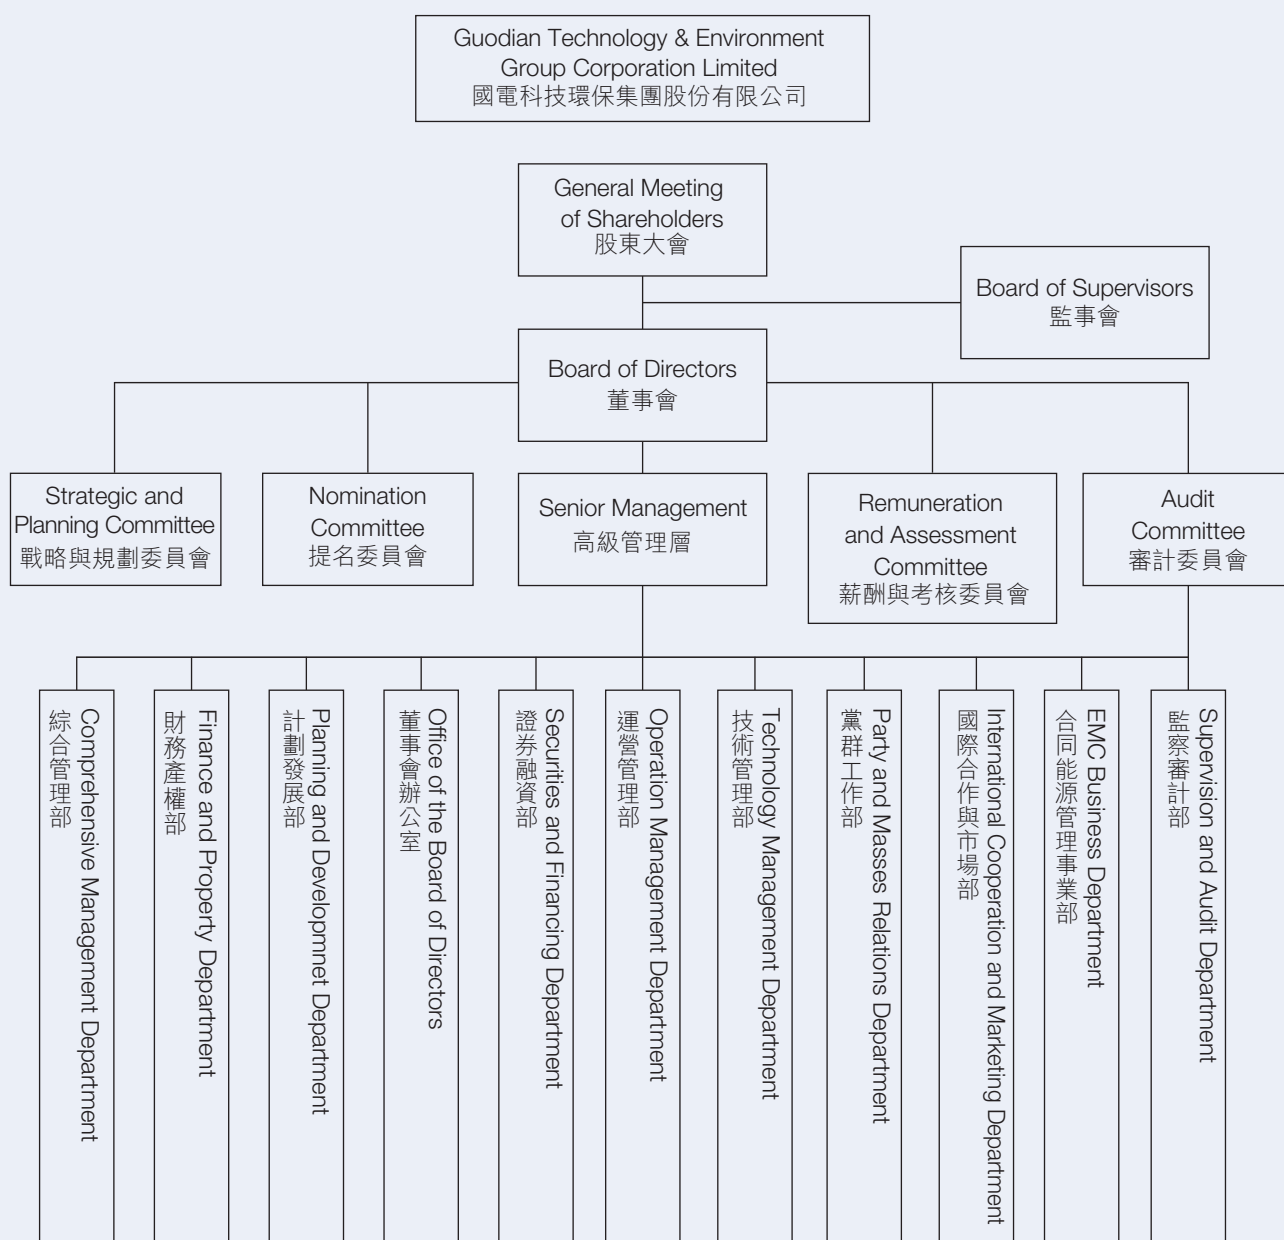 Guodian Technology & Environment
Group Corporation Limited
國電科技環保集團股份有限公司
General Meeting
of Shareholders
股東大會
Board of Supervisors
監事會
Board of Directors
董事會
Strategic and
Planning Committee
戰略與規劃委員會
Nomination
Committee
提名委員會
Senior Management
高級管理層
Remuneration
and Assessment
Committee
薪酬與考核委員會
Audit
Committee
審計委員會
Comprehensive Management Department
綜合管理部
Finance and Property Department
財務產權部
Planning and Developmnet Department
計劃發展部
Office of the Board of Directors
董事會辦公室
Securities and Financing Department
證券融資部
Operation Management Department
運營管理部
Technology Management Department
技術管理部
Party and Masses Relations Department
黨群工作部
International Cooperation and Marketing Department
國際合作與市場部
EMC Business Department
合同能源管理事業部
Supervision and Audit Department
監察審計部